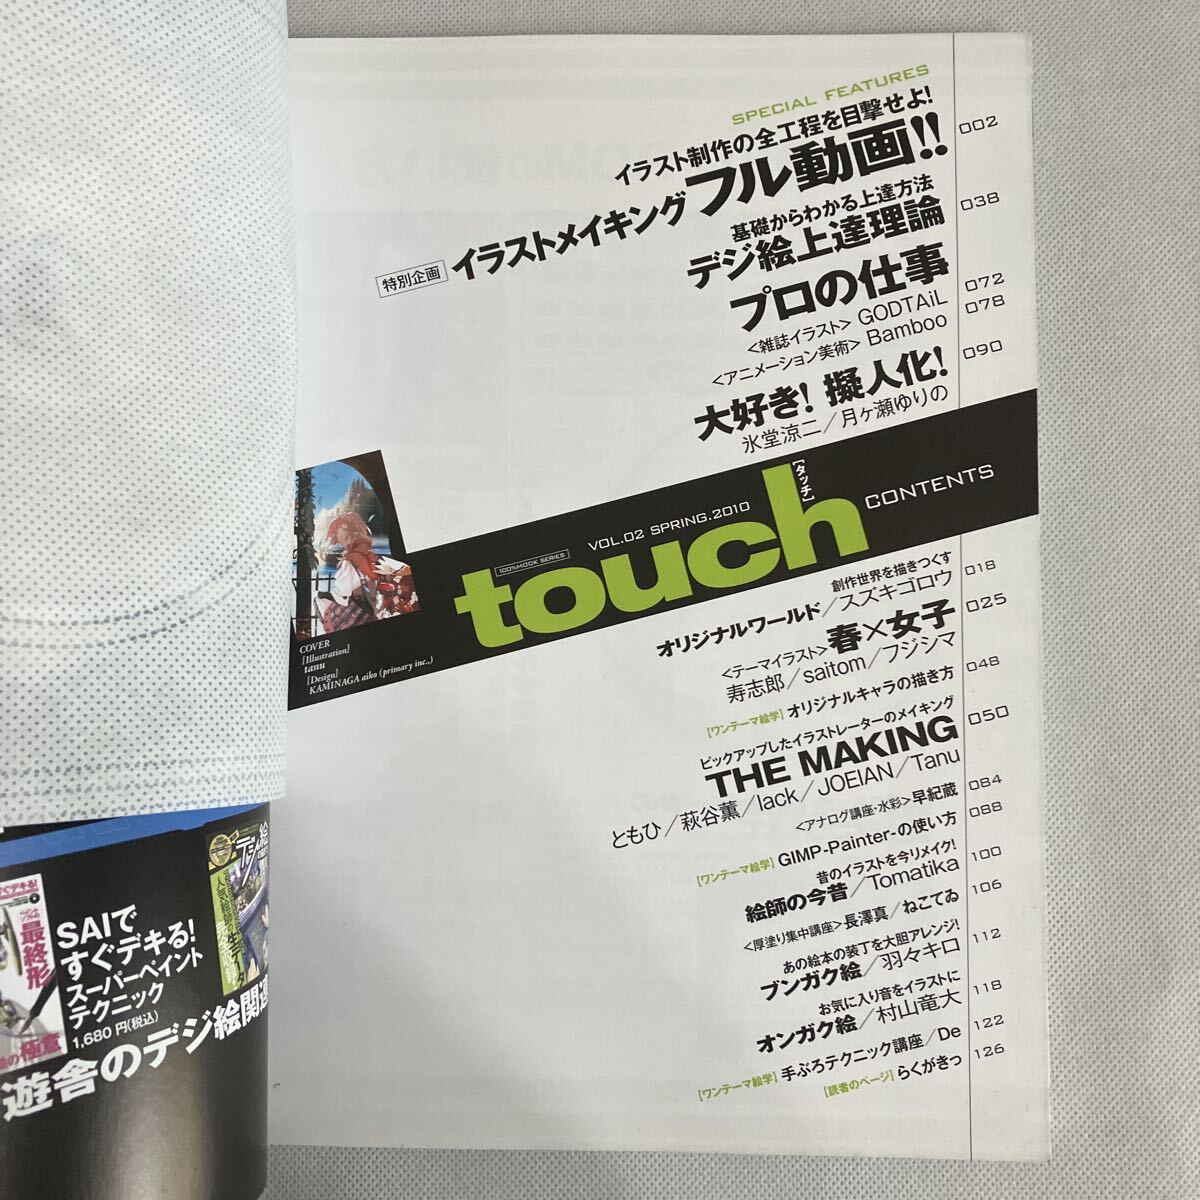 SPECIAL FEATURES
イラスト制作の全工程を目撃せよ!
特別企画 イラストメイキング フル動画!! 002
基礎からわかる上達方法
デジ絵上達理論 038
プロの仕事
<雑誌イラスト> GODTAiL 072
<アニメーション美術> Bamboo 078
大好き! 擬人化! 090
氷堂涼二/月ヶ瀬ゆりの
100%MOOK SERIES
VOL.02 SPRING.2010
touch
[タッチ]
CONTENTS
COVER
[Illustration]
tanu
[Design]
KAMINAGA aiko (primary inc.,)
創作世界を描きつくす
オリジナルワールド/スズキゴロウ 018
<テーマイラスト> 春×女子 025
寿志郎/saitom/フジシマ
[ワンテーマ絵学] オリジナルキャラの描き方 048
ピックアップしたイラストレーターのメイキング
THE MAKING 050
ともひ/萩谷薫/lack/JOEIAN/Tanu
<アナログ講座・水彩> 早紀蔵 084
[ワンテーマ絵学] GIMP-Painter-の使い方 088
昔のイラストを今リメイク!
絵師の今昔/Tomatika 100
<厚塗り集中講座> 長澤真/ねこてゐ 106
あの絵本の装丁を大胆アレンジ!
ブンガク絵/羽々キロ 112
お気に入り音をイラストに
オンガク絵/村山竜大 118
[ワンテーマ絵学] 手ぶろテクニック講座/De 122
[読者のページ] らくがきっ 126
最終形
の極意
SAIで
すぐデキる!
スーパーペイント
テクニック
1,680円(税込)
遊舎のデジ絵関連